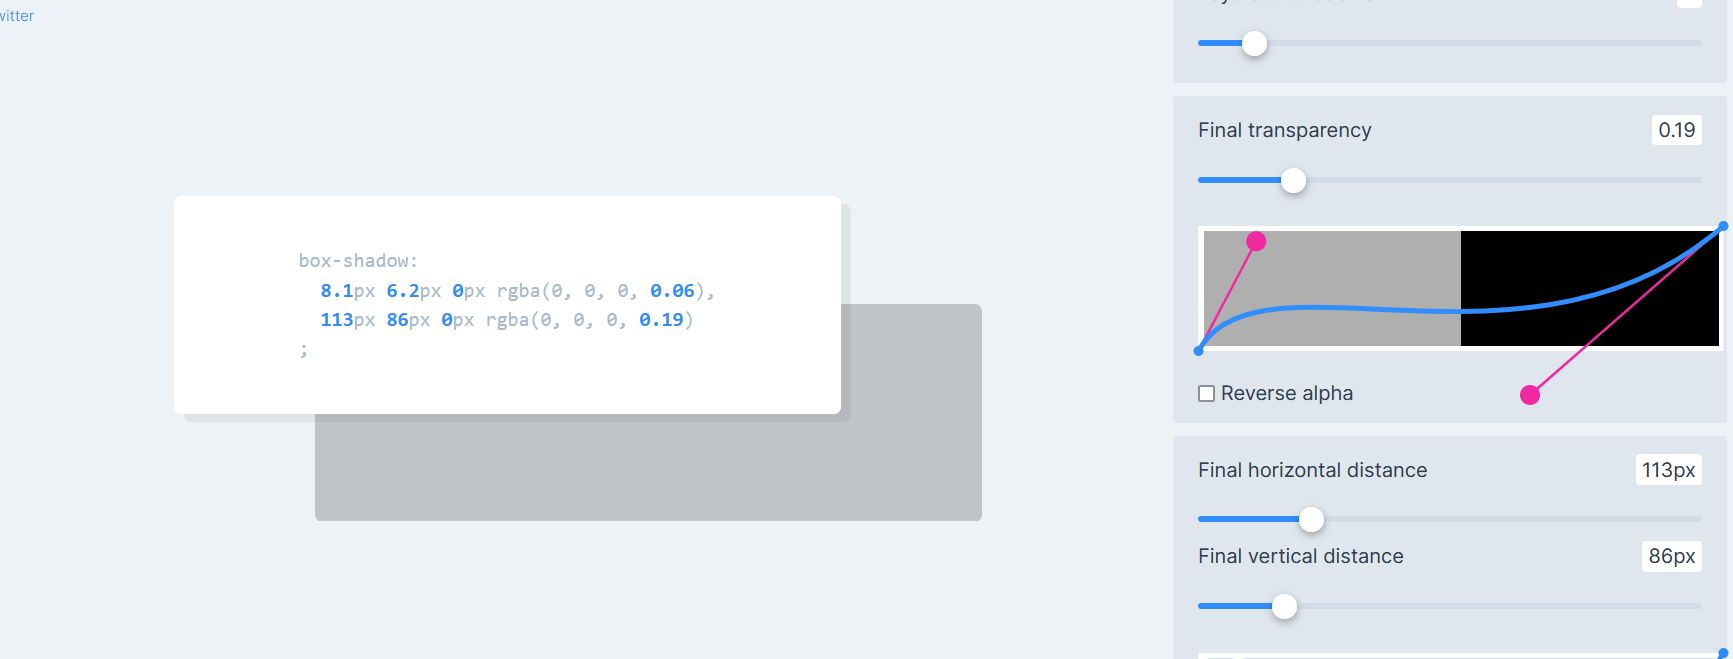 witter
box-shadow:
8.1px 6.2px 0px rgba(0, 0, 0, 0.06),
113px 86px 0px rgba(0, 0, 0, 0.19)
;
Final transparency
0.19
Reverse alpha
Final horizontal distance
113px
Final vertical distance
86px